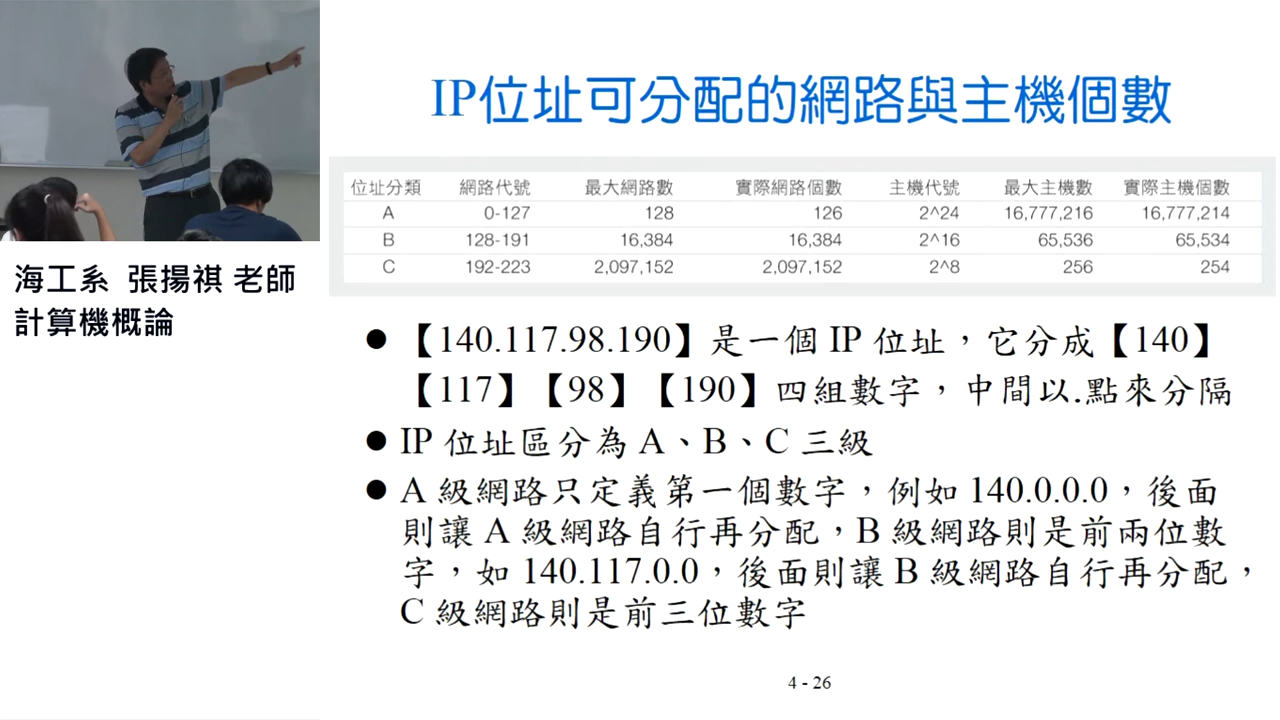 海工系 張揚祺 老師
計算機概論
IP位址可分配的網路與主機個數
位址分類 網路代號 最大網路數 實際網路個數 主機代號 最大主機數 實際主機個數
A 0-127 128 126 2^24 16,777,216 16,777,214
B 128-191 16,384 16,384 2^16 65,536 65,534
C 192-223 2,097,152 2,097,152 2^8 256 254
● 【140.117.98.190】是一個 IP 位址，它分成【140】
【117】【98】【190】四組數字，中間以.點來分隔
● IP 位址區分為 A、B、C 三級
● A 級網路只定義第一個數字，例如 140.0.0.0，後面
則讓 A 級網路自行再分配，B 級網路則是前兩位數
字，如 140.117.0.0，後面則讓 B 級網路自行再分配，
C 級網路則是前三位數字
4 - 26